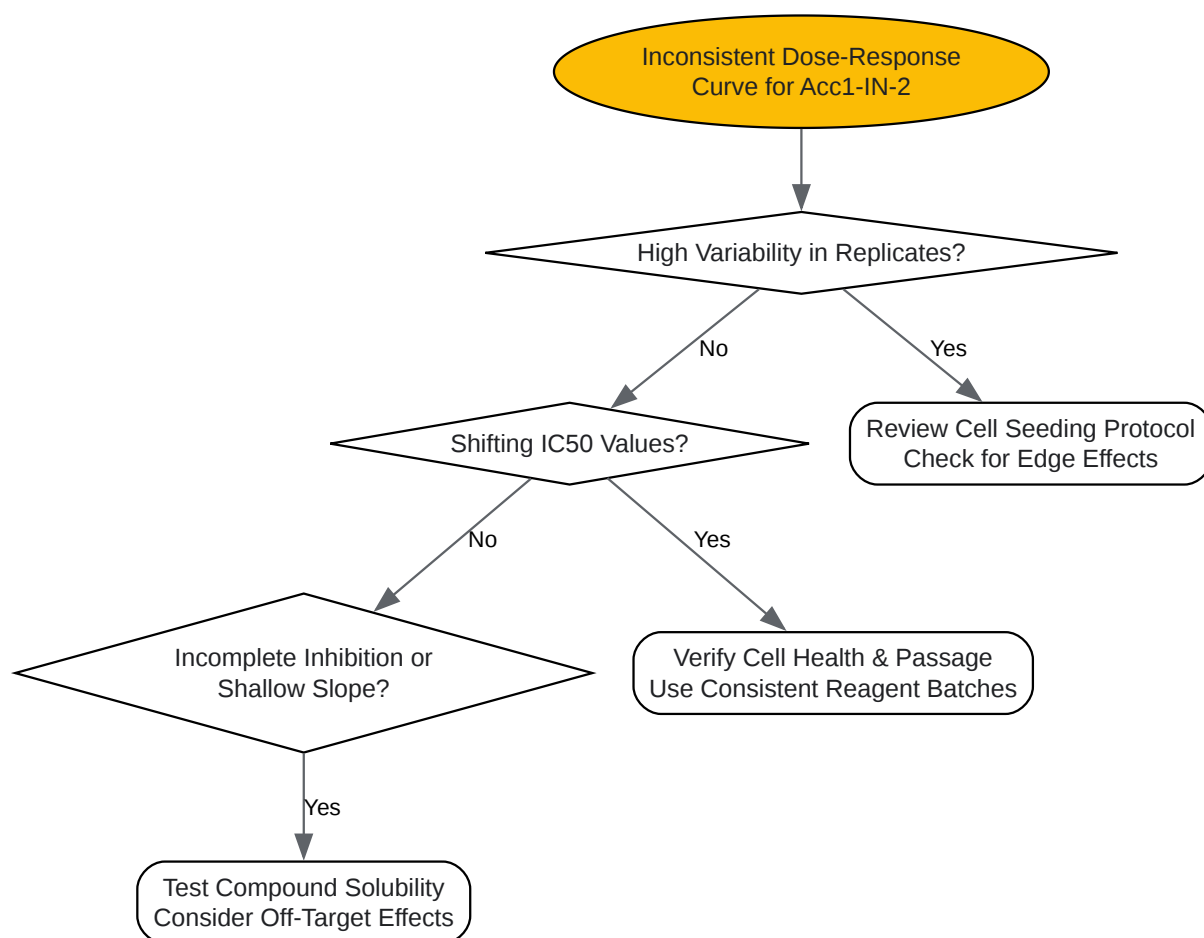 Inconsistent Dose-Response
Curve for Acc1-IN-2
High Variability in Replicates?
No
Yes
Shifting IC50 Values?
Review Cell Seeding Protocol
Check for Edge Effects
No
Yes
Incomplete Inhibition or
Shallow Slope?
Verify Cell Health & Passage
Use Consistent Reagent Batches
Yes
Test Compound Solubility
Consider Off-Target Effects